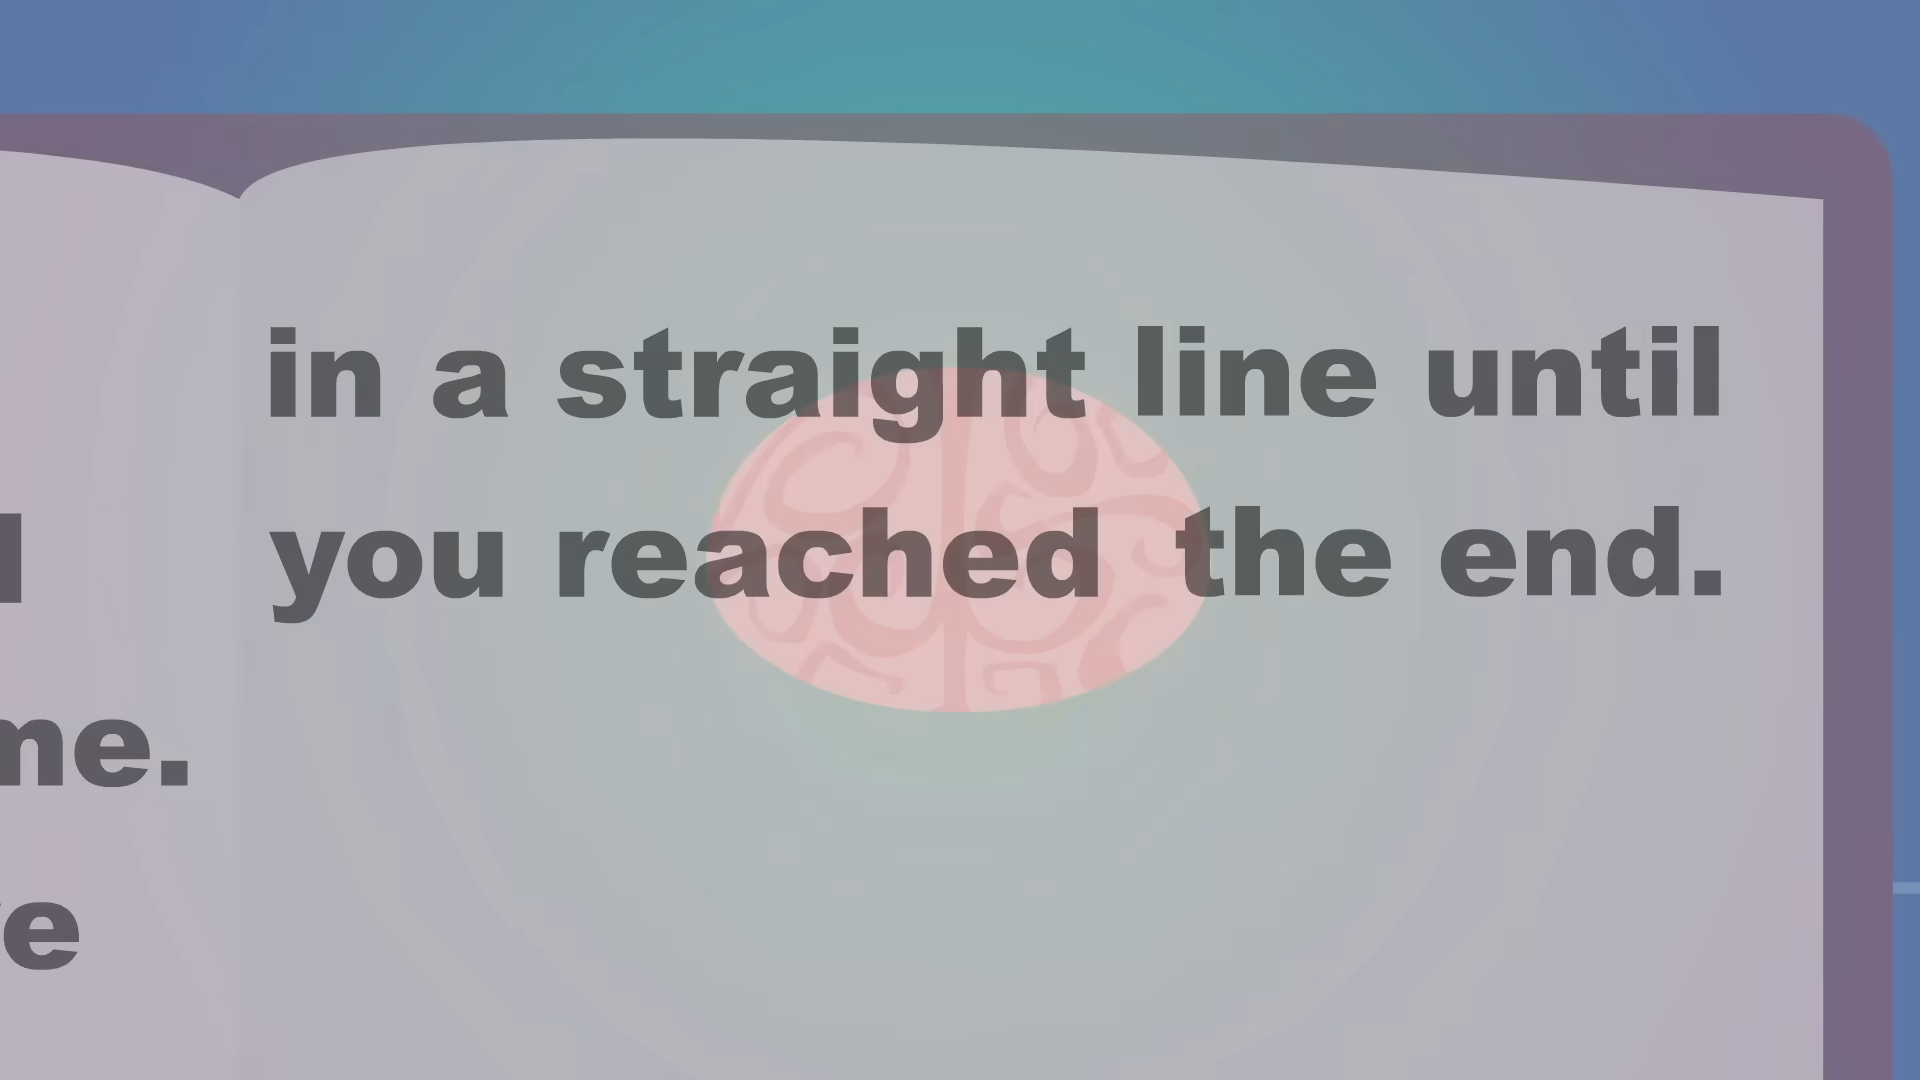 me.
in a straight line until
you reached the end.